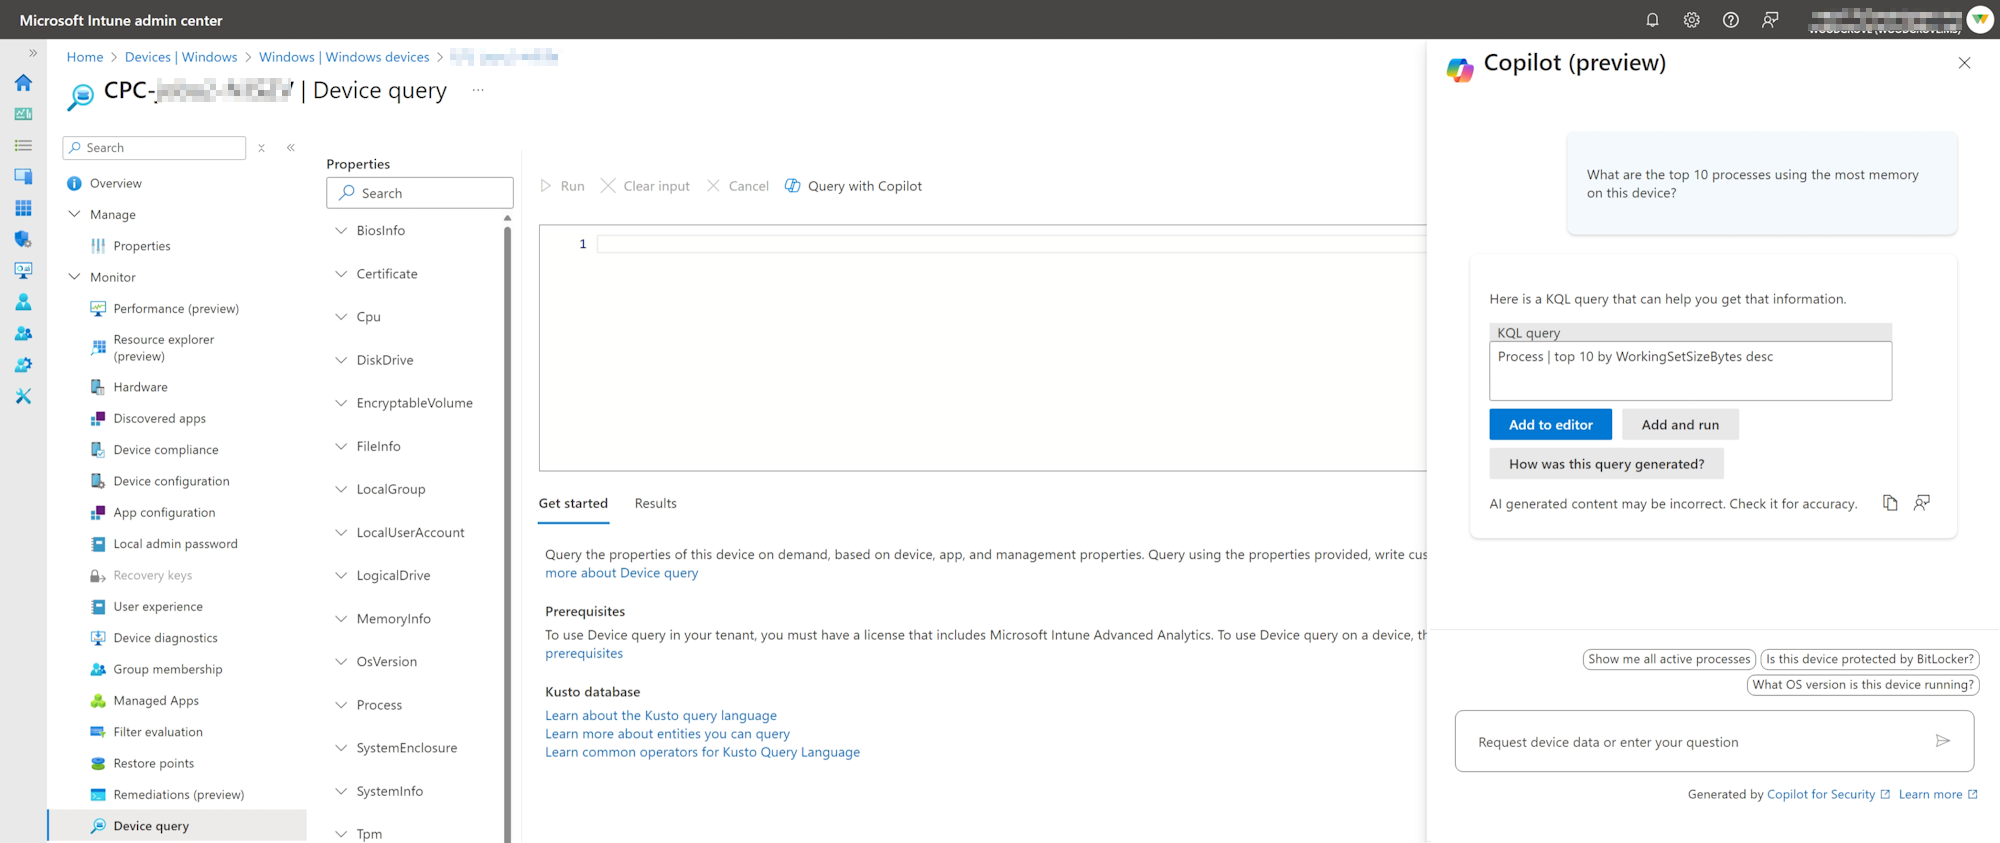 Microsoft Intune admin center
WOODGROVE (WOODGROVE.MS)
Home > Devices | Windows > Windows | Windows devices >
CPC- | Device query ...
Search
Overview
Manage
Properties
Monitor
Performance (preview)
Resource explorer
(preview)
Hardware
Discovered apps
Device compliance
Device configuration
App configuration
Local admin password
Recovery keys
User experience
Device diagnostics
Group membership
Managed Apps
Filter evaluation
Restore points
Remediations (preview)
Device query
Properties
Search
BiosInfo
Certificate
Cpu
DiskDrive
EncryptableVolume
FileInfo
LocalGroup
LocalUserAccount
LogicalDrive
MemoryInfo
OsVersion
Process
SystemEnclosure
SystemInfo
Tpm
Run Clear input Cancel Query with Copilot
1
Get started Results
Query the properties of this device on demand, based on device, app, and management properties. Query using the properties provided, write cus
more about Device query
Prerequisites
To use Device query in your tenant, you must have a license that includes Microsoft Intune Advanced Analytics. To use Device query on a device, th
prerequisites
Kusto database
Learn about the Kusto query language
Learn more about entities you can query
Learn common operators for Kusto Query Language
Copilot (preview)
What are the top 10 processes using the most memory
on this device?
Here is a KQL query that can help you get that information.
KQL query
Process | top 10 by WorkingSetSizeBytes desc
Add to editor Add and run
How was this query generated?
AI generated content may be incorrect. Check it for accuracy.
Show me all active processes Is this device protected by BitLocker?
What OS version is this device running?
Request device data or enter your question
Generated by Copilot for Security Learn more